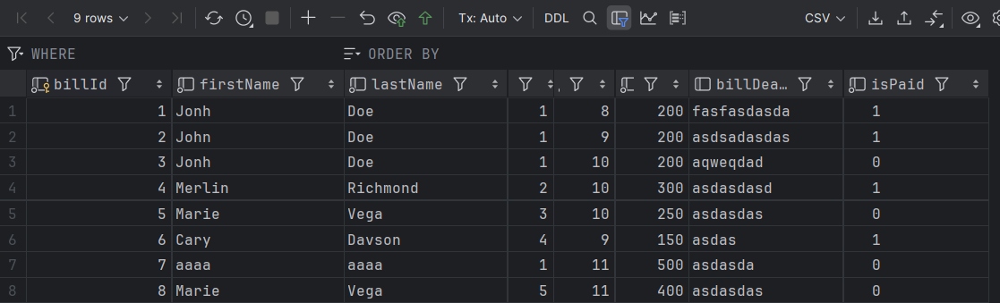 9 rows Tx: Auto DDL CSV
WHERE ORDER BY
billId firstName lastName billDea... isPaid
1 1 Jonh Doe 1 8 200 fasfasdasda 1
2 2 John Doe 1 9 200 asdsadasdas 1
3 3 Jonh Doe 1 10 200 aqweqdad 0
4 4 Merlin Richmond 2 10 300 asdasdasd 1
5 5 Marie Vega 3 10 250 asdasdas 0
6 6 Cary Davson 4 9 150 asdas 1
7 7 aaaa aaaa 1 11 500 asdasda 0
8 8 Marie Vega 5 11 400 asdasdas 0